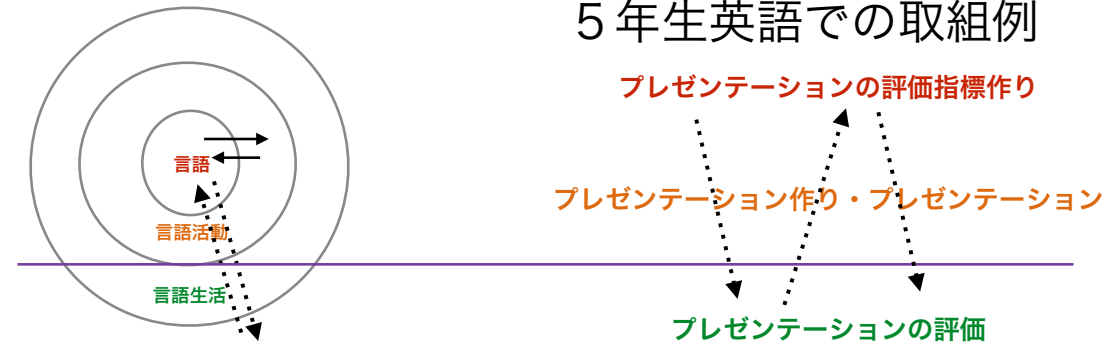 ５年生英語での取組例
プレゼンテーションの評価指標作り
言語
プレゼンテーション作り・プレゼンテーション
言語活動
言語生活
プレゼンテーションの評価